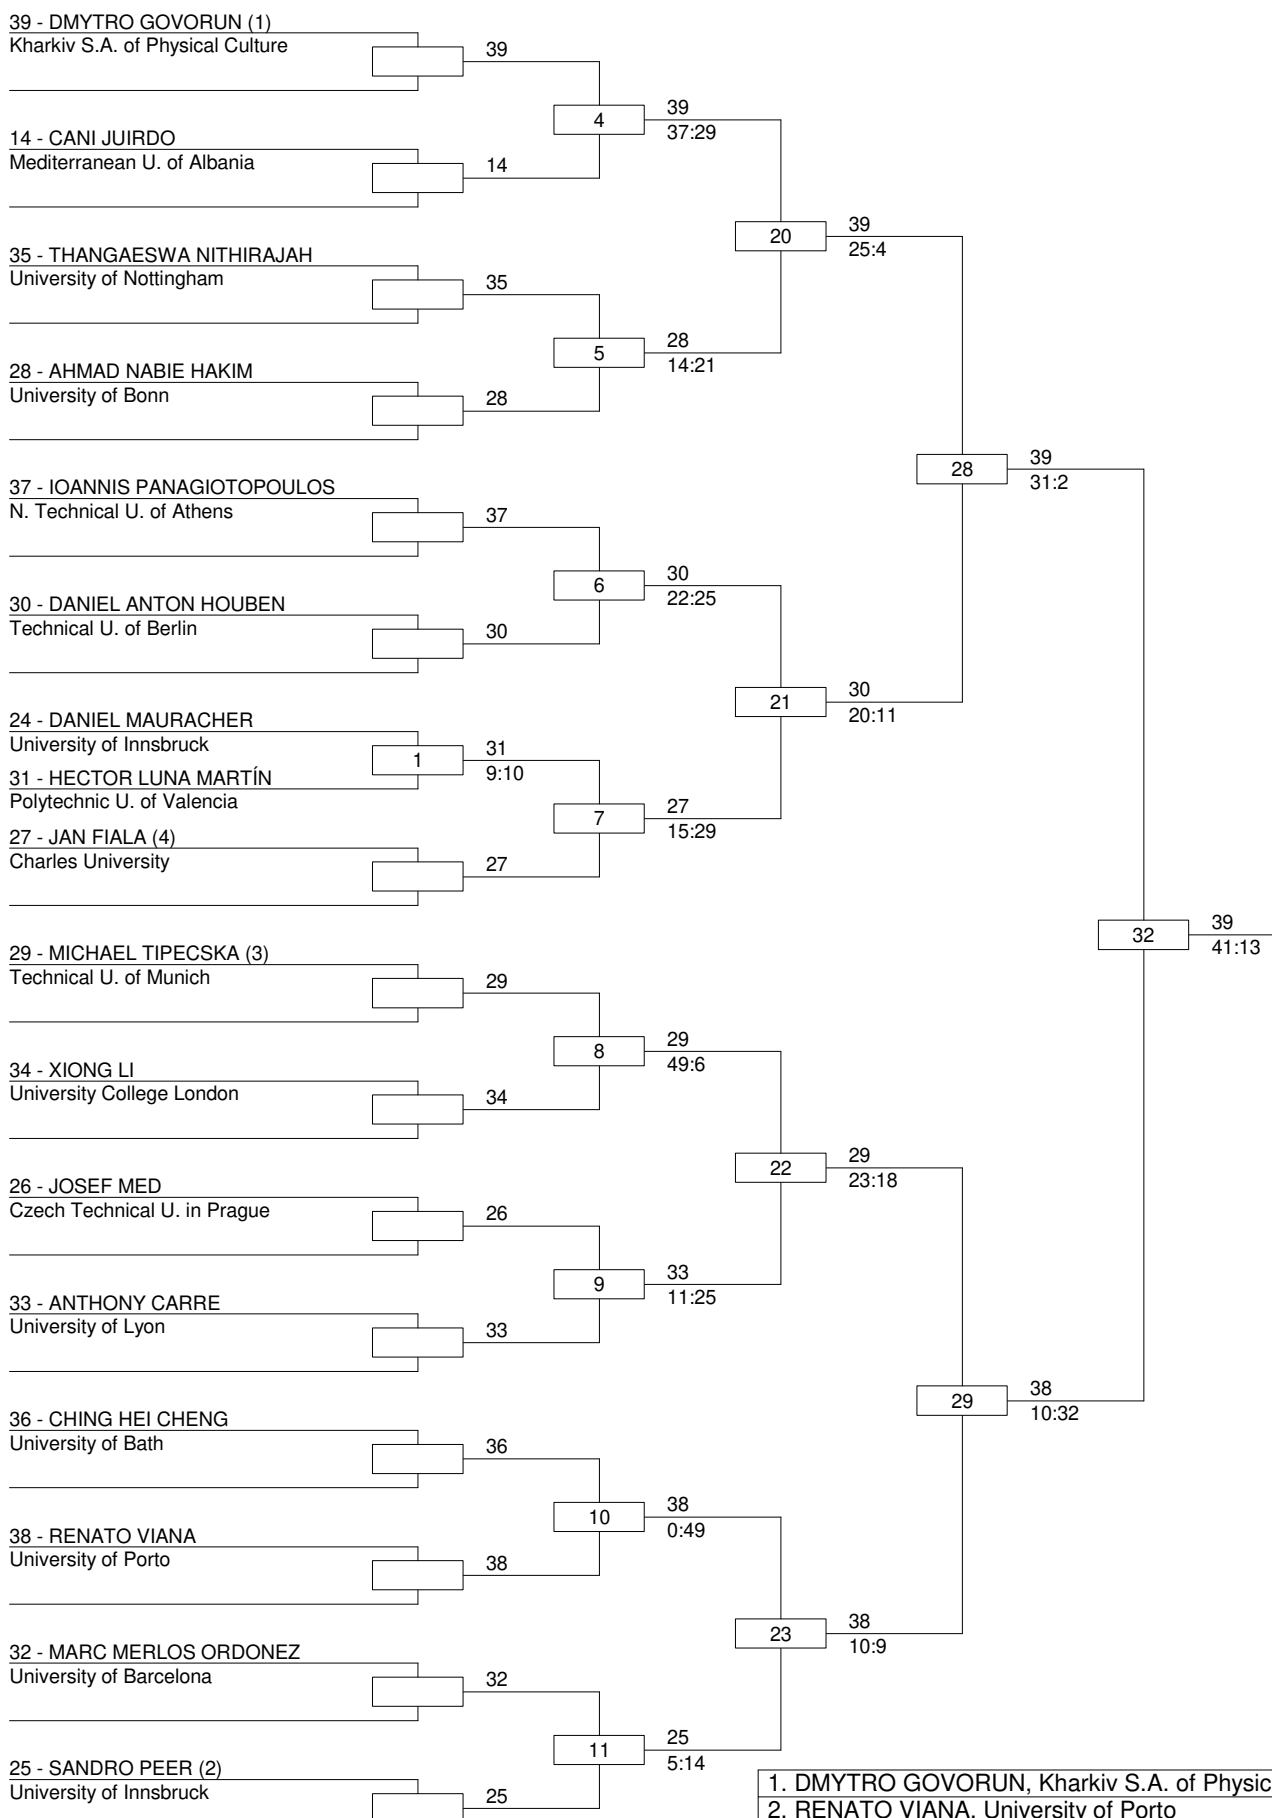 39 - DMYTRO GOVORUN (1)
Kharkiv S.A. of Physical Culture
39
4
39
37:29
14 - CANI JUIRDO
Mediterranean U. of Albania
14
20
39
25:4
35 - THANGAESWA NITHIRAJAH
University of Nottingham
35
5
28
14:21
28 - AHMAD NABIE HAKIM
University of Bonn
28
28
39
31:2
37 - IOANNIS PANAGIOTOPOULOS
N. Technical U. of Athens
37
6
30
22:25
30 - DANIEL ANTON HOUBEN
Technical U. of Berlin
30
21
30
20:11
24 - DANIEL MAURACHER
University of Innsbruck
1
31
9:10
31 - HECTOR LUNA MARTÍN
Polytechnic U. of Valencia
7
27
15:29
27 - JAN FIALA (4)
Charles University
27
32
39
41:13
29 - MICHAEL TIPECSKA (3)
Technical U. of Munich
29
8
29
49:6
34 - XIONG LI
University College London
34
22
29
23:18
26 - JOSEF MED
Czech Technical U. in Prague
26
9
33
11:25
33 - ANTHONY CARRE
University of Lyon
33
29
38
10:32
36 - CHING HEI CHENG
University of Bath
36
10
38
0:49
38 - RENATO VIANA
University of Porto
38
23
38
10:9
32 - MARC MERLOS ORDONEZ
University of Barcelona
32
11
25
5:14
25 - SANDRO PEER (2)
University of Innsbruck
25
1. DMYTRO GOVORUN, Kharkiv S.A. of Physic
2. RENATO VIANA, University of Porto